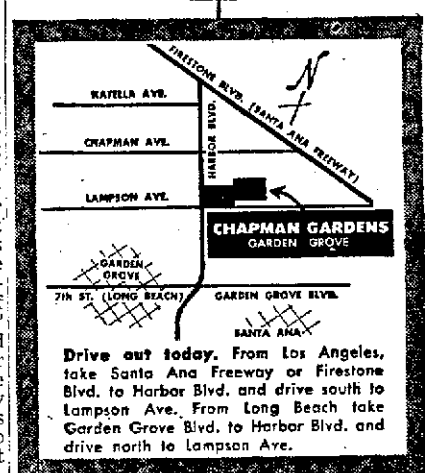 FIRESTONE BLVD. (SANTA ANA FREEWAY)
N
KATELLA AVE.
HARBOR BLVD.
CHAPMAN AVE.
LAMPSON AVE.
CHAPMAN GARDENS
GARDEN GROVE
GARDEN
GROVE
7th ST. (LONG BEACH) GARDEN GROVE BLVD.
SANTA ANA
Drive out today. From Los Angeles,
take Santa Ana Freeway or Firestone
Blvd. to Harbor Blvd. and drive south to
Lampson Ave. From Long Beach take
Garden Grove Blvd. to Harbor Blvd. and
drive north to Lampson Ave.